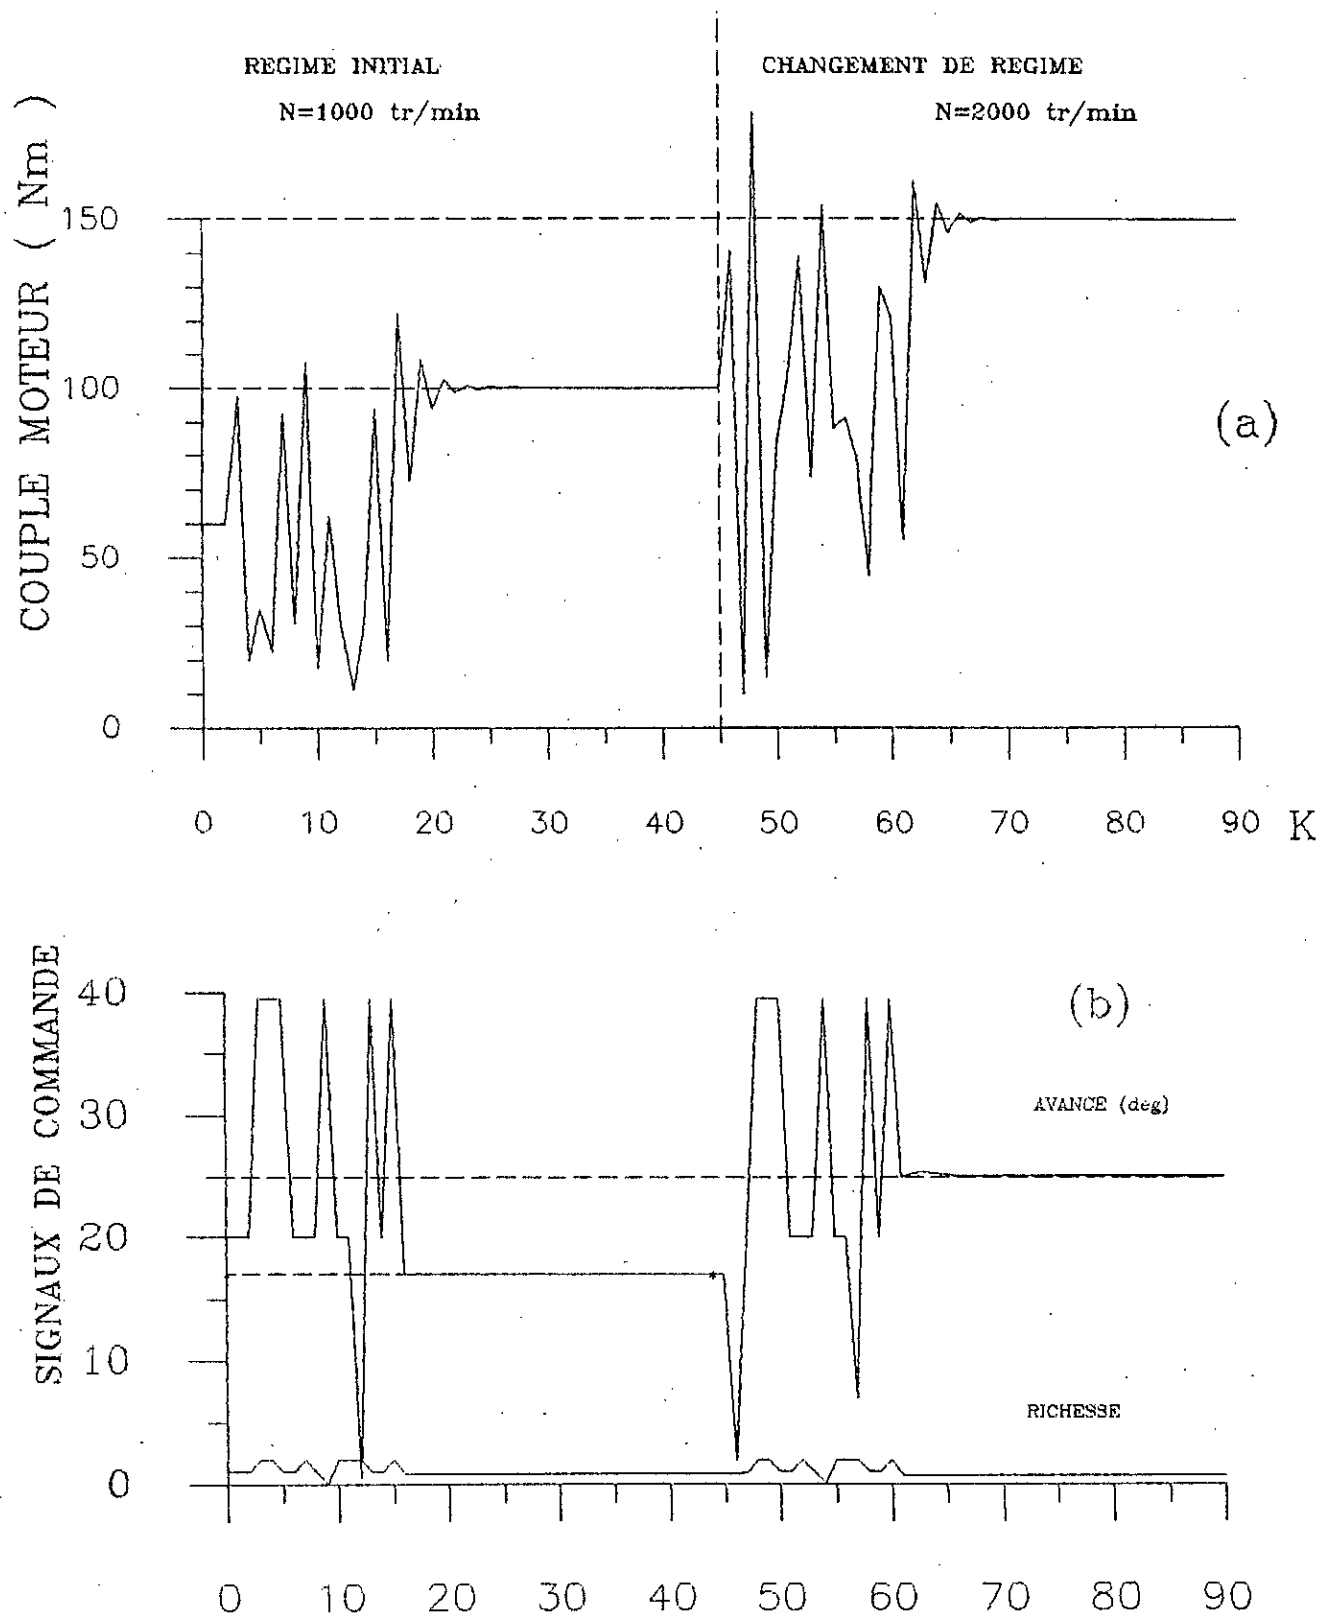 REGIME INITIAL
N=1000 tr/min
CHANGEMENT DE REGIME
N=2000 tr/min
COUPLE MOTEUR ( Nm )
150
100
50
0
(a)
0 10 20 30 40 50 60 70 80 90 K
SIGNAUX DE COMMANDE
40
30
20
10
0
(b)
AVANCE (deg)
RICHESSE
0 10 20 30 40 50 60 70 80 90